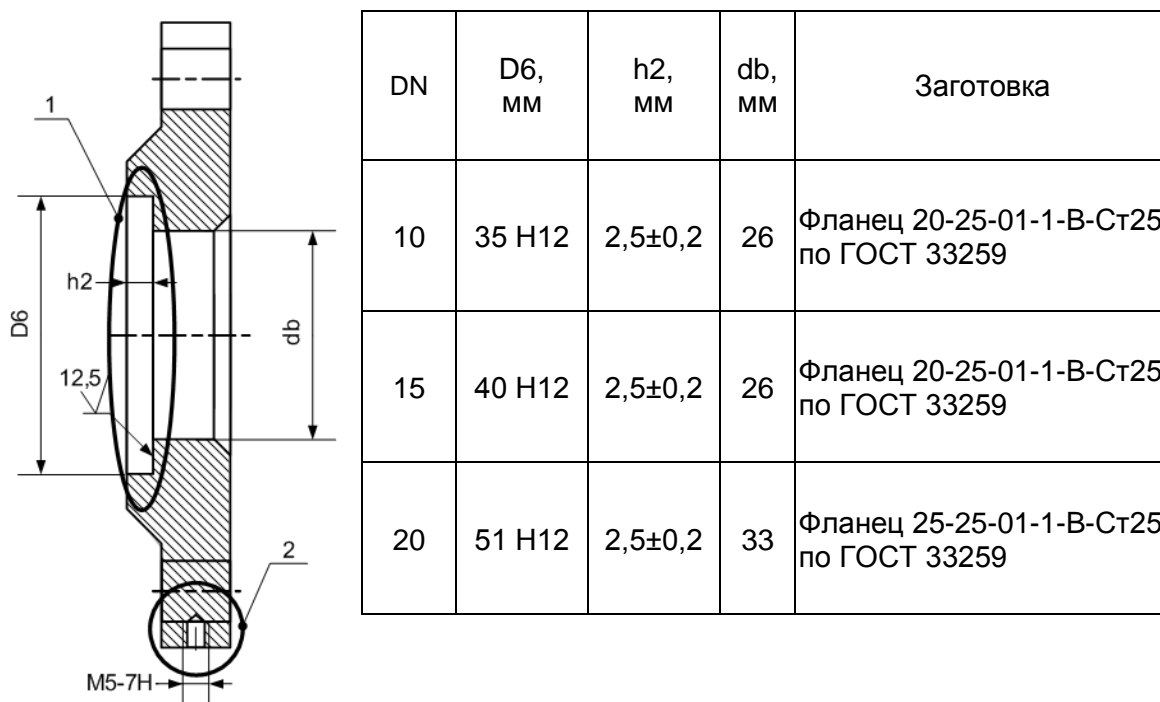 1
D6
h2
12,5
db
2
M5-7H
DN
D6,
мм
h2,
мм
db,
мм
Заготовка
10
35 H12
2,5±0,2
26
Фланец 20-25-01-1-В-Ст25
по ГОСТ 33259
15
40 H12
2,5±0,2
26
Фланец 20-25-01-1-В-Ст25
по ГОСТ 33259
20
51 H12
2,5±0,2
33
Фланец 25-25-01-1-В-Ст25
по ГОСТ 33259